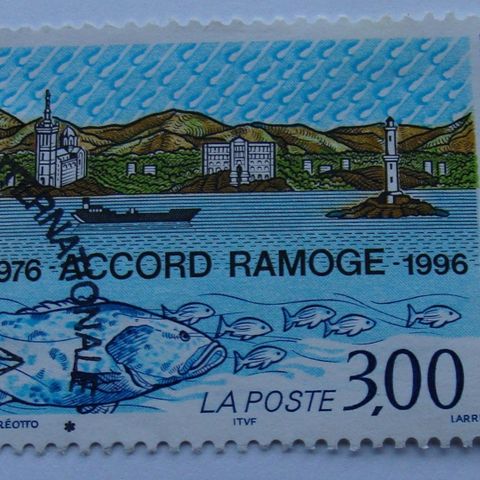 1976 ACCORD RAMOGE -1996
LA POSTE 3,00
ITVF